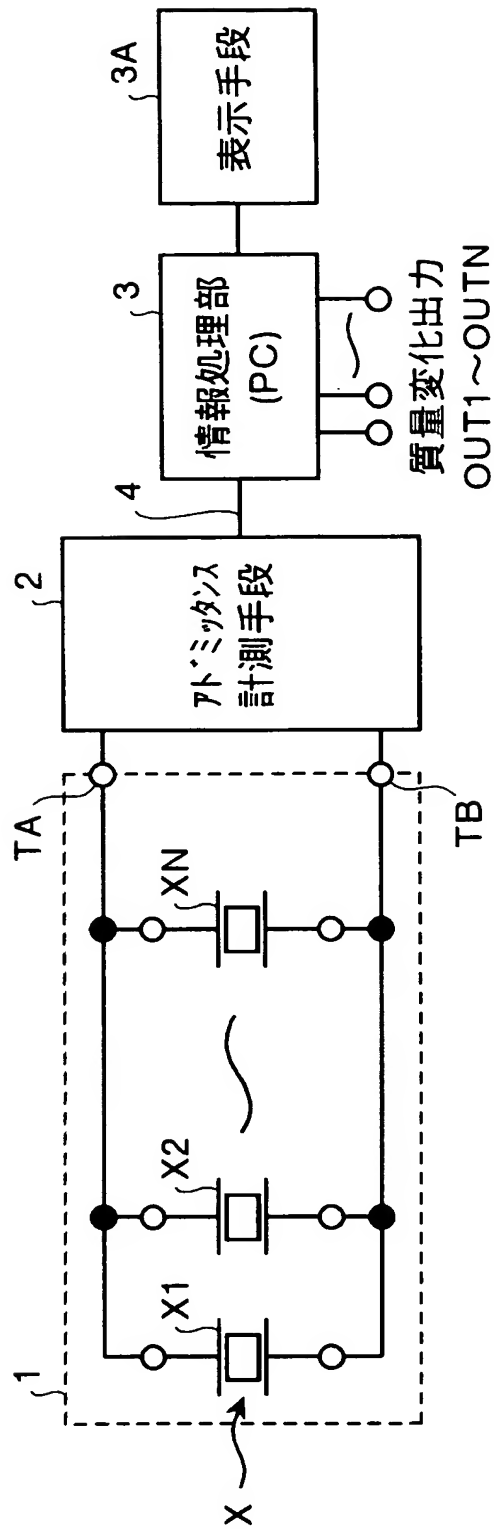 1
X
X1
X2
XN
TA
TB
2
アドミッタンス
計測手段
4
3
情報処理部
(PC)
質量変化出力
OUT1～OUTN
3A
表示手段